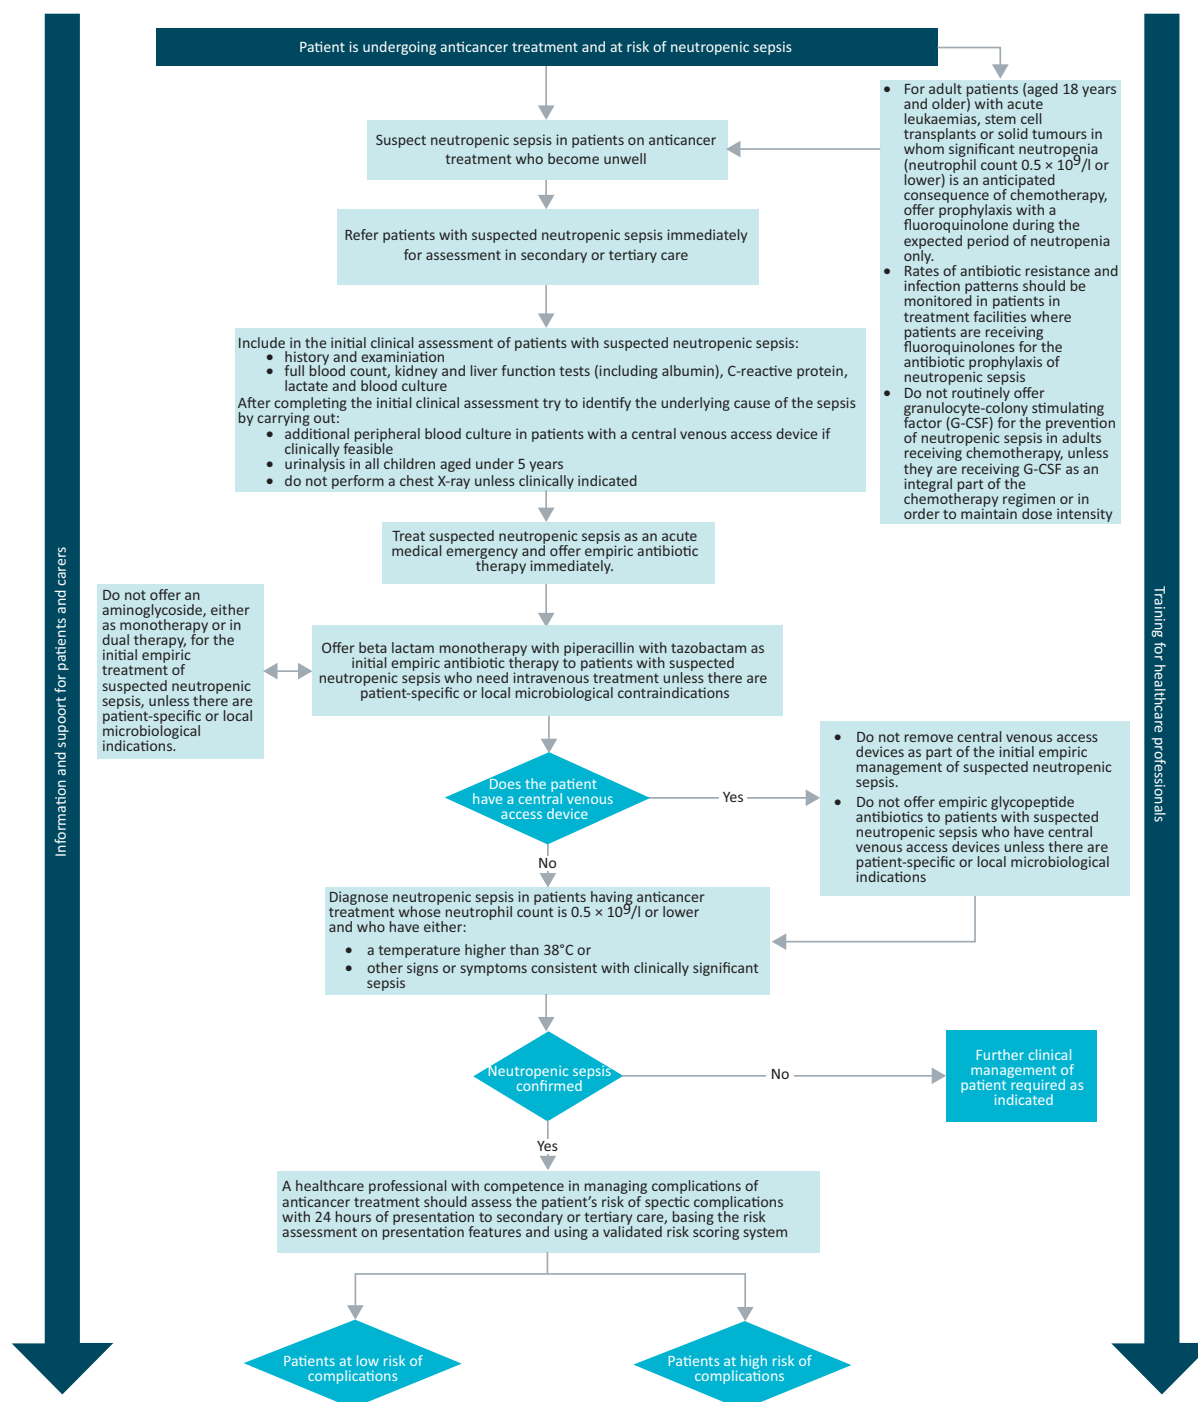 Patient is undergoing anticancer treatment and at risk of neutropenic sepsis
Suspect neutropenic sepsis in patients on anticancer
treatment who become unwell
• For adult patients (aged 18 years
and older) with acute
leukaemias, stem cell
transplants or solid tumours in
whom significant neutropenia
(neutrophil count 0.5 × 10⁹/l or
lower) is an anticipated
consequence of chemotherapy,
offer prophylaxis with a
fluoroquinolone during the
expected period of neutropenia
only.
• Rates of antibiotic resistance and
infection patterns should be
monitored in patients in
treatment facilities where
patients are receiving
fluoroquinolones for the
antibiotic prophylaxis of
neutropenic sepsis
• Do not routinely offer
granulocyte-colony stimulating
factor (G-CSF) for the prevention
of neutropenic sepsis in adults
receiving chemotherapy, unless
they are receiving G-CSF as an
integral part of the
chemotherapy regimen or in
order to maintain dose intensity
Refer patients with suspected neutropenic sepsis immediately
for assessment in secondary or tertiary care
Include in the initial clinical assessment of patients with suspected neutropenic sepsis:
• history and examiniation
• full blood count, kidney and liver function tests (including albumin), C-reactive protein,
lactate and blood culture
After completing the initial clinical assessment try to identify the underlying cause of the sepsis
by carrying out:
• additional peripheral blood culture in patients with a central venous access device if
clinically feasible
• urinalysis in all children aged under 5 years
• do not perform a chest X-ray unless clinically indicated
Treat suspected neutropenic sepsis as an acute
medical emergency and offer empiric antibiotic
therapy immediately.
Do not offer an
aminoglycoside, either
as monotherapy or in
dual therapy, for the
initial empiric
treatment of
suspected neutropenic
sepsis, unless there are
patient-specific or local
microbiological
indications.
Offer beta lactam monotherapy with piperacillin with tazobactam as
initial empiric antibiotic therapy to patients with suspected
neutropenic sepsis who need intravenous treatment unless there are
patient-specific or local microbiological contraindications
Does the patient
have a central venous
access device
Yes
• Do not remove central venous access
devices as part of the initial empiric
management of suspected neutropenic
sepsis.
• Do not offer empiric glycopeptide
antibiotics to patients with suspected
neutropenic sepsis who have central
venous access devices unless there are
patient-specific or local microbiological
indications
No
Diagnose neutropenic sepsis in patients having anticancer
treatment whose neutrophil count is 0.5 × 10⁹/l or lower
and who have either:
• a temperature higher than 38°C or
• other signs or symptoms consistent with clinically significant
sepsis
Neutropenic sepsis
confirmed
No
Further clinical
management of
patient required as
indicated
Yes
A healthcare professional with competence in managing complications of
anticancer treatment should assess the patient's risk of spectic complications
with 24 hours of presentation to secondary or tertiary care, basing the risk
assessment on presentation features and using a validated risk scoring system
Patients at low risk of
complications
Patients at high risk of
complications
Information and supoort for patients and carers
Training for healthcare professionals